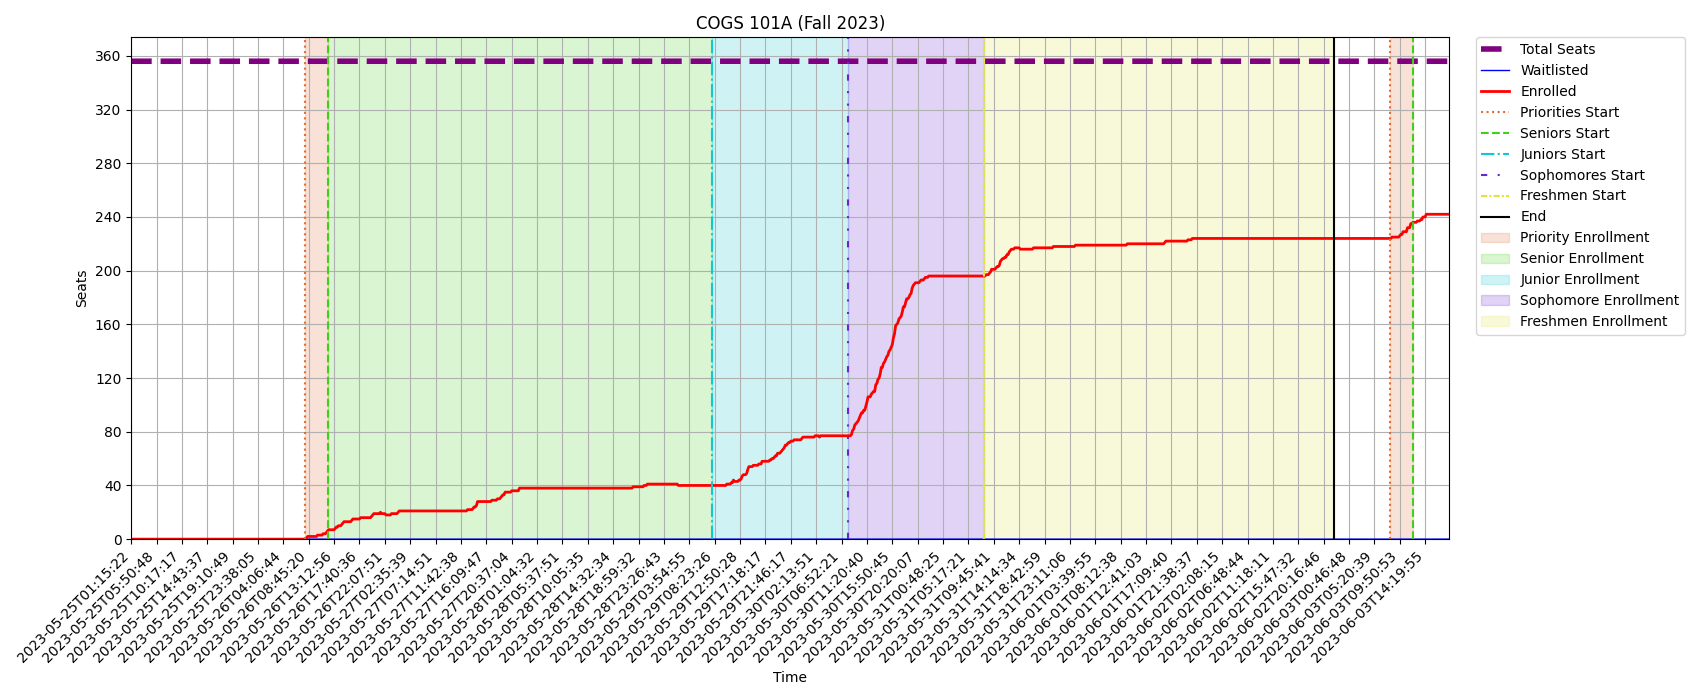 COGS 101A (Fall 2023)
Seats
360
320
280
240
200
160
120
80
40
0
2023-05-25T01:15:22
2023-05-25T05:50:48
2023-05-25T10:17:17
2023-05-25T14:43:37
2023-05-25T19:10:49
2023-05-25T23:38:05
2023-05-26T04:06:44
2023-05-26T08:45:20
2023-05-26T13:12:56
2023-05-26T17:40:36
2023-05-26T22:07:51
2023-05-27T02:35:39
2023-05-27T07:14:51
2023-05-27T11:42:38
2023-05-27T16:09:47
2023-05-27T20:37:04
2023-05-28T01:04:32
2023-05-28T05:37:51
2023-05-28T10:05:35
2023-05-28T14:32:34
2023-05-28T18:59:32
2023-05-28T23:26:43
2023-05-29T03:54:55
2023-05-29T08:23:26
2023-05-29T12:50:28
2023-05-29T17:18:17
2023-05-29T21:46:17
2023-05-30T02:13:51
2023-05-30T06:52:21
2023-05-30T11:20:40
2023-05-30T15:50:45
2023-05-30T20:20:07
2023-05-31T00:48:25
2023-05-31T05:17:21
2023-05-31T09:45:41
2023-05-31T14:14:34
2023-05-31T18:42:59
2023-05-31T23:11:06
2023-06-01T03:39:55
2023-06-01T08:12:38
2023-06-01T12:41:03
2023-06-01T17:09:40
2023-06-01T21:38:37
2023-06-02T02:08:15
2023-06-02T06:48:44
2023-06-02T11:18:11
2023-06-02T15:47:32
2023-06-02T20:16:46
2023-06-03T00:46:48
2023-06-03T05:20:39
2023-06-03T09:50:53
2023-06-03T14:19:55
Time
Total Seats
Waitlisted
Enrolled
Priorities Start
Seniors Start
Juniors Start
Sophomores Start
Freshmen Start
End
Priority Enrollment
Senior Enrollment
Junior Enrollment
Sophomore Enrollment
Freshmen Enrollment